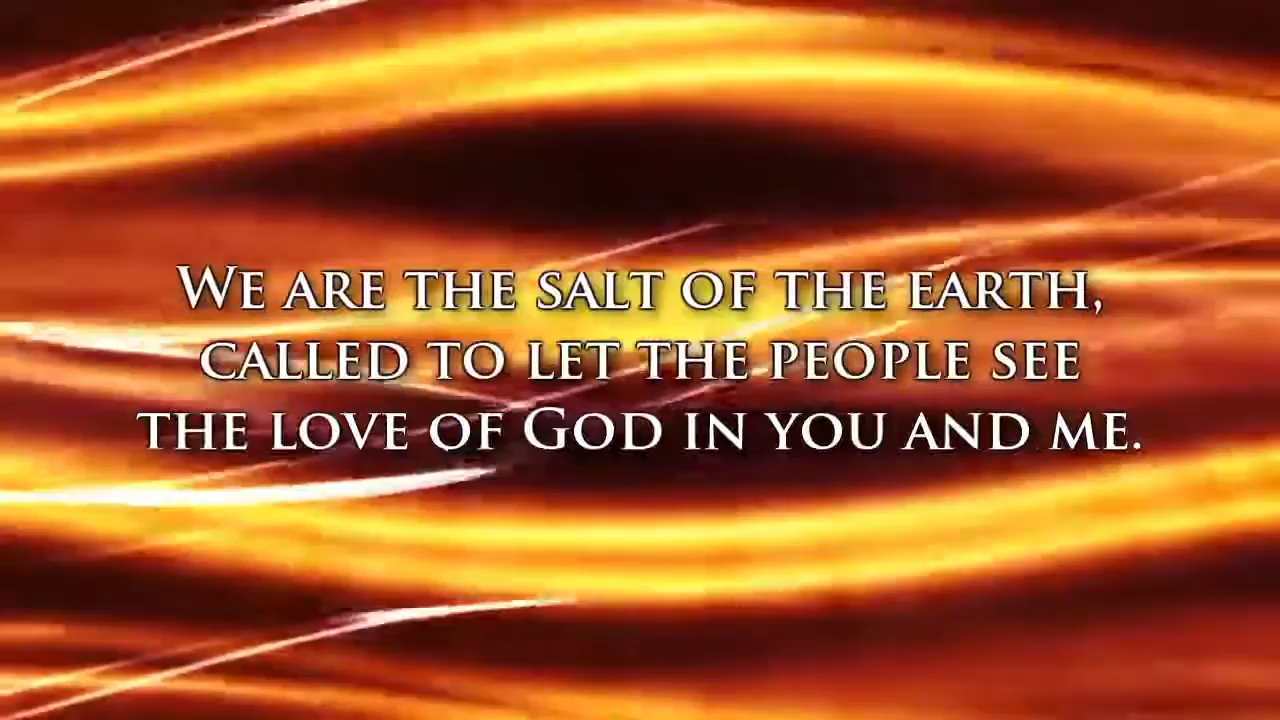 We are the salt of the earth,
called to let the people see
the love of God in you and me.